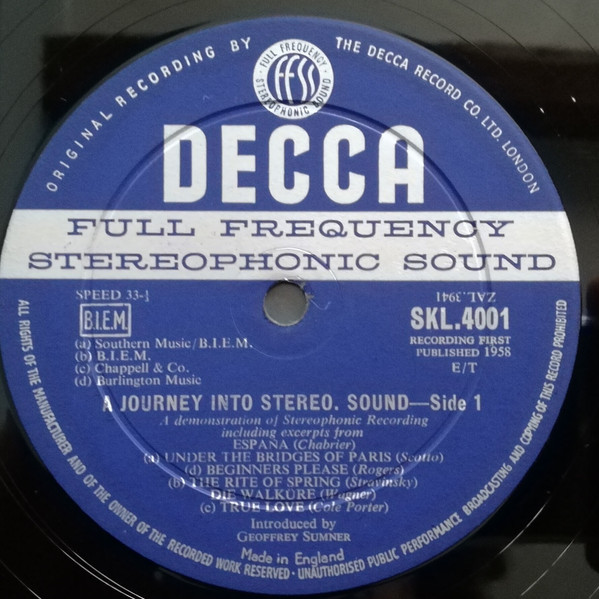 ORIGINAL RECORDING BY
FULL FREQUENCY
FFSS
STEREOPHONIC SOUND
THE DECCA RECORD CO. LTD. LONDON
DECCA
FULL FREQUENCY
STEREOPHONIC SOUND
SPEED 33-⅓
ZAL.3941
B.I.E.M.
SKL.4001
RECORDING FIRST
PUBLISHED 1958
E/T
(a) Southern Music/B.I.E.M.
(b) B.I.E.M.
(c) Chappell & Co.
(d) Burlington Music
A JOURNEY INTO STEREO. SOUND—Side 1
A demonstration of Stereophonic Recording
including excerpts from
ESPAÑA (Chabrier)
(a) UNDER THE BRIDGES OF PARIS (Scotto)
(d) BEGINNERS PLEASE (Rogers)
(b) THE RITE OF SPRING (Stravinsky)
DIE WALKÜRE (Wagner)
(c) TRUE LOVE (Cole Porter)
Introduced by
GEOFFREY SUMNER
Made in England
ALL RIGHTS OF THE MANUFACTURER AND OF THE OWNER OF THE RECORDED WORK RESERVED · UNAUTHORISED PUBLIC PERFORMANCE BROADCASTING AND COPYING OF THIS RECORD PROHIBITED